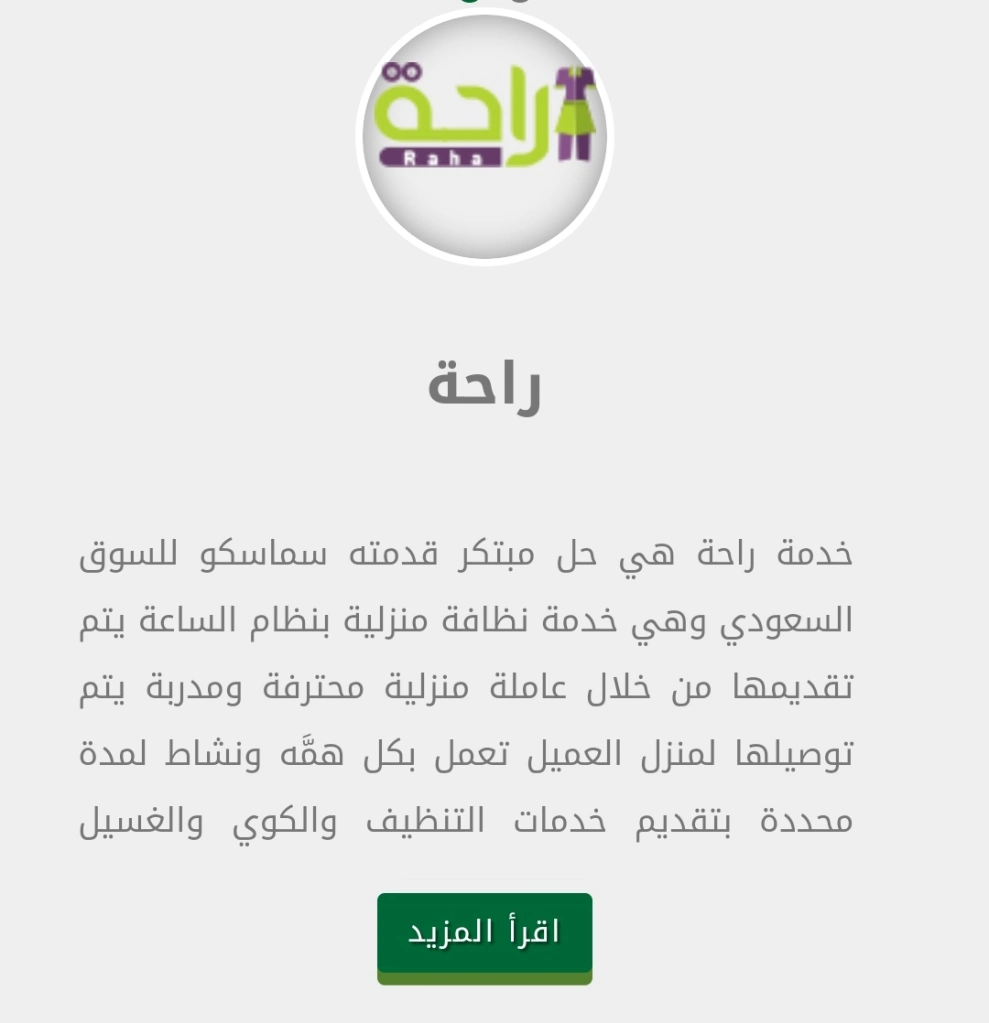 راحة
Raha
راحة
خدمة راحة هي حل مبتكر قدمته سماسكو للسوق
السعودي وهي خدمة نظافة منزلية بنظام الساعة يتم
تقديمها من خلال عاملة منزلية محترفة ومدربة يتم
توصيلها لمنزل العميل تعمل بكل همَّه ونشاط لمدة
محددة بتقديم خدمات التنظيف والكوي والغسيل
اقرأ المزيد